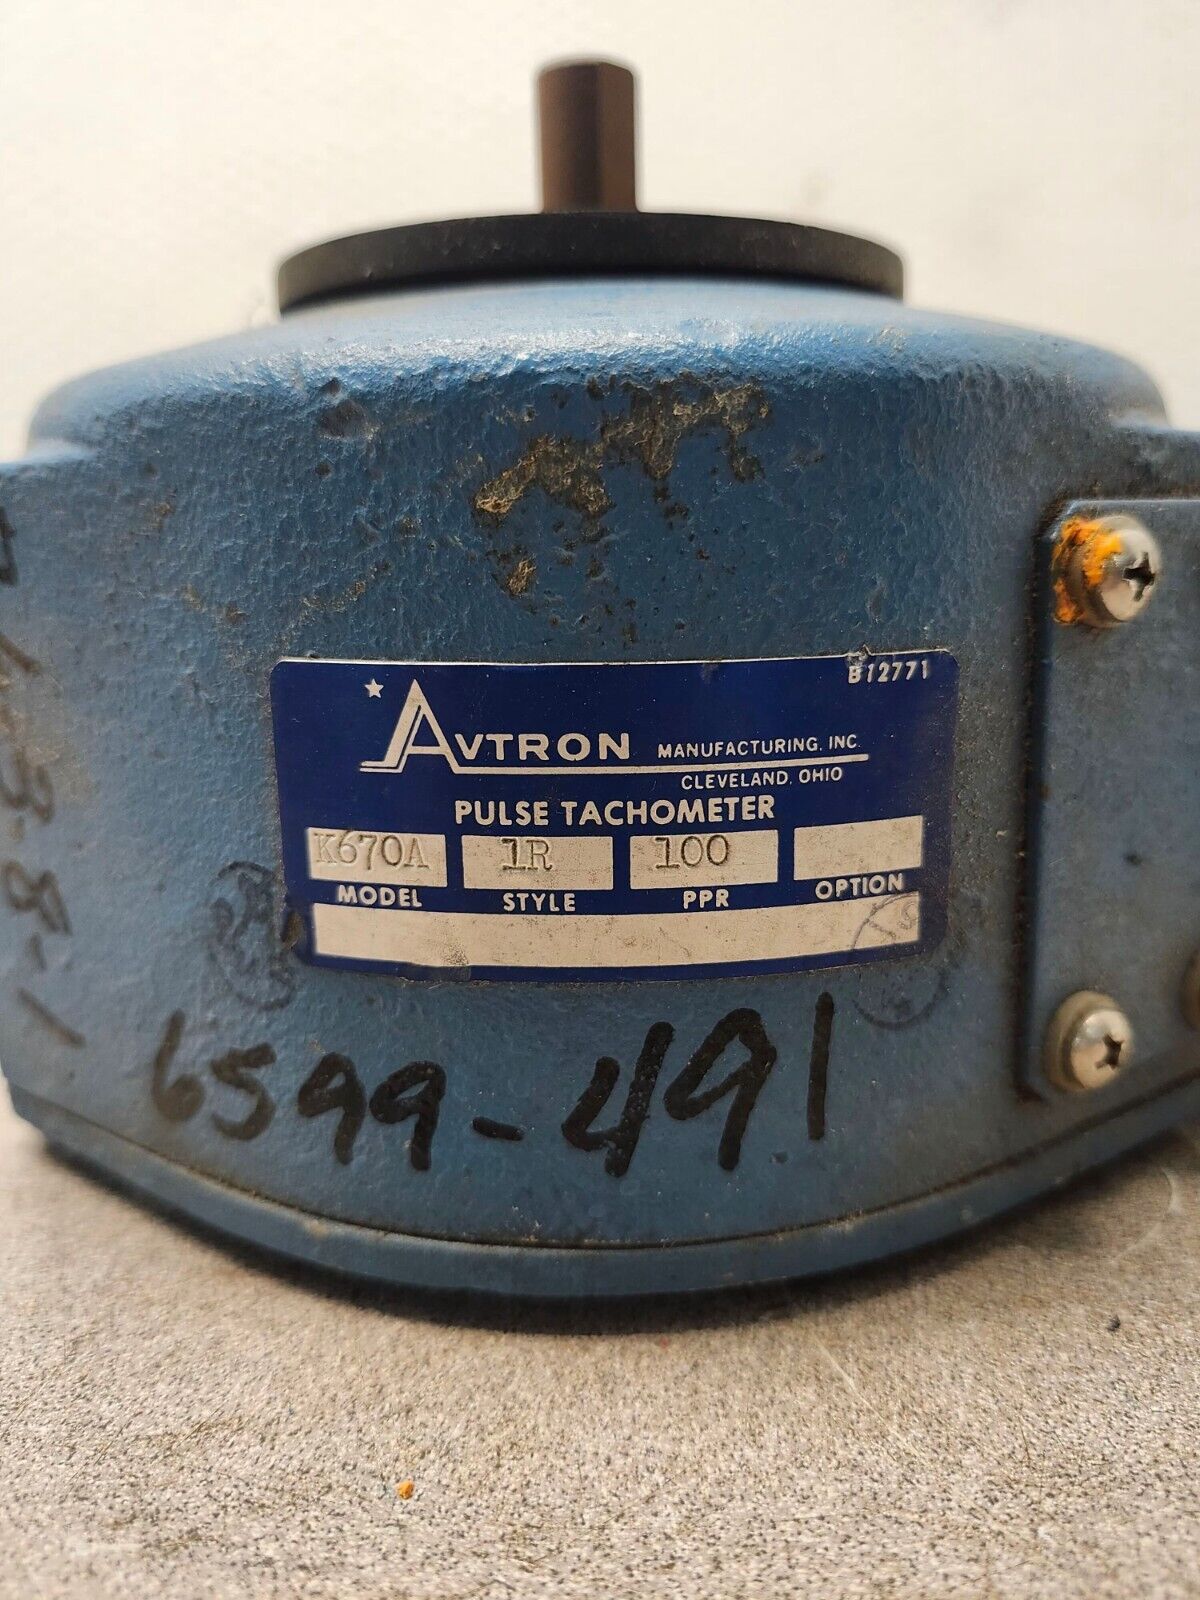 B12771
AVTRON MANUFACTURING, INC.
CLEVELAND, OHIO
PULSE TACHOMETER
K670A 1R 100
MODEL STYLE PPR OPTION
6599-491